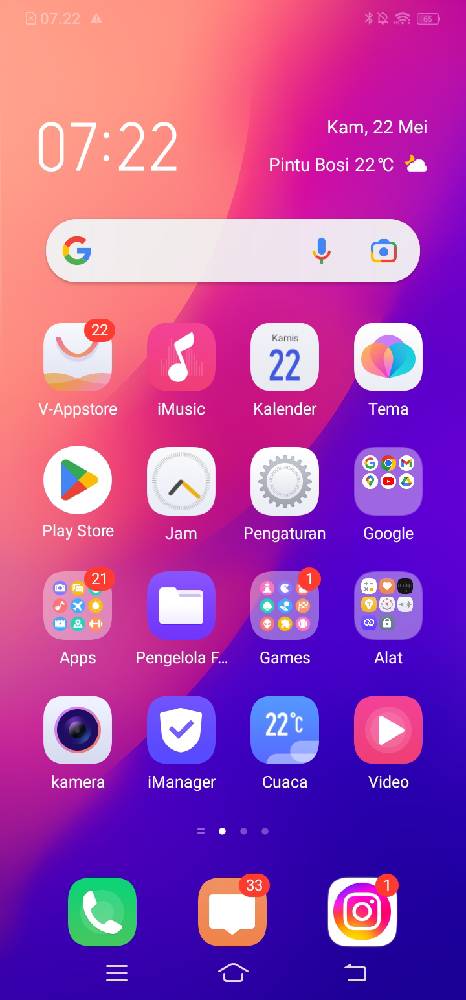 07.22
65
07:22
Kam, 22 Mei
Pintu Bosi 22℃
22
V-Appstore
iMusic
Kamis
22
Kalender
Tema
Play Store
Jam
Pengaturan
Google
21
Apps
Pengelola F...
1
Games
Alat
kamera
iManager
22℃
Cuaca
Video
33
1